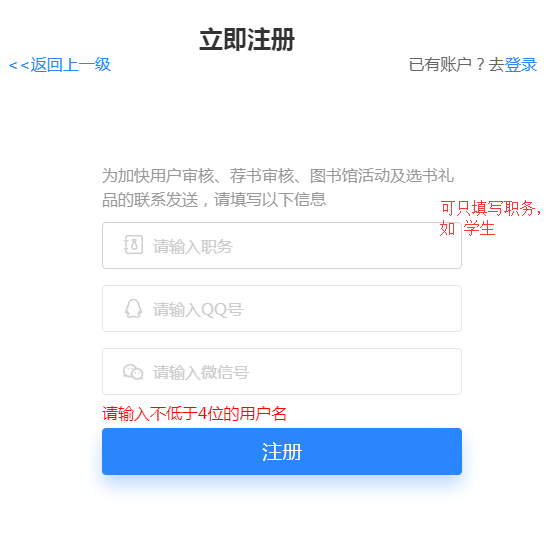 立即注册
<<返回上一级
已有账户？去登录
为加快用户审核、荐书审核、图书馆活动及选书礼
品的联系发送，请填写以下信息
可只填写职务，
如 学生
请输入职务
请输入QQ号
请输入微信号
请输入不低于4位的用户名
注册